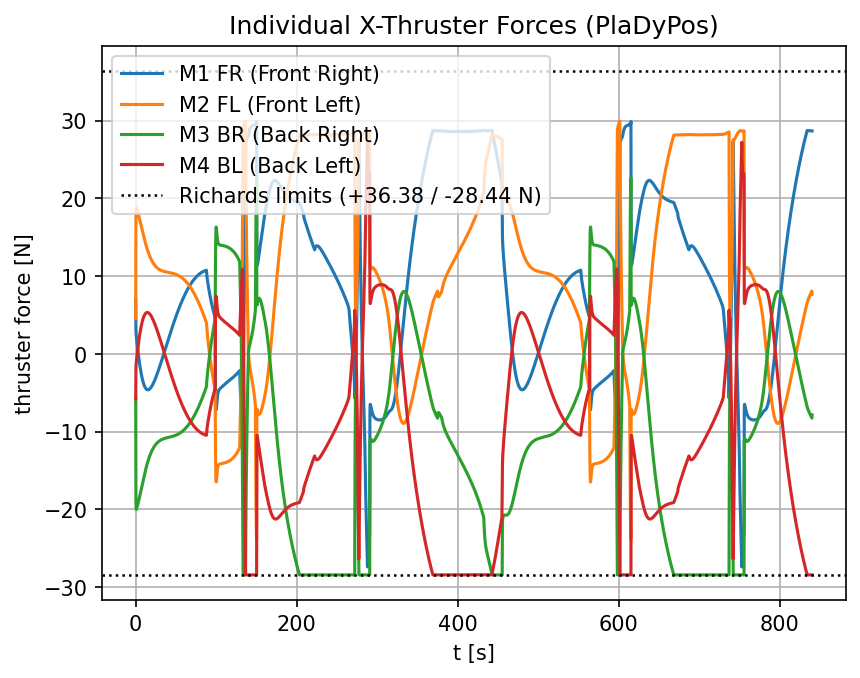 Individual X-Thruster Forces (PlaDyPos)
M1 FR (Front Right)
M2 FL (Front Left)
M3 BR (Back Right)
M4 BL (Back Left)
Richards limits (+36.38 / -28.44 N)
thruster force [N]
30
20
10
0
−10
−20
−30
0 200 400 600 800
t [s]